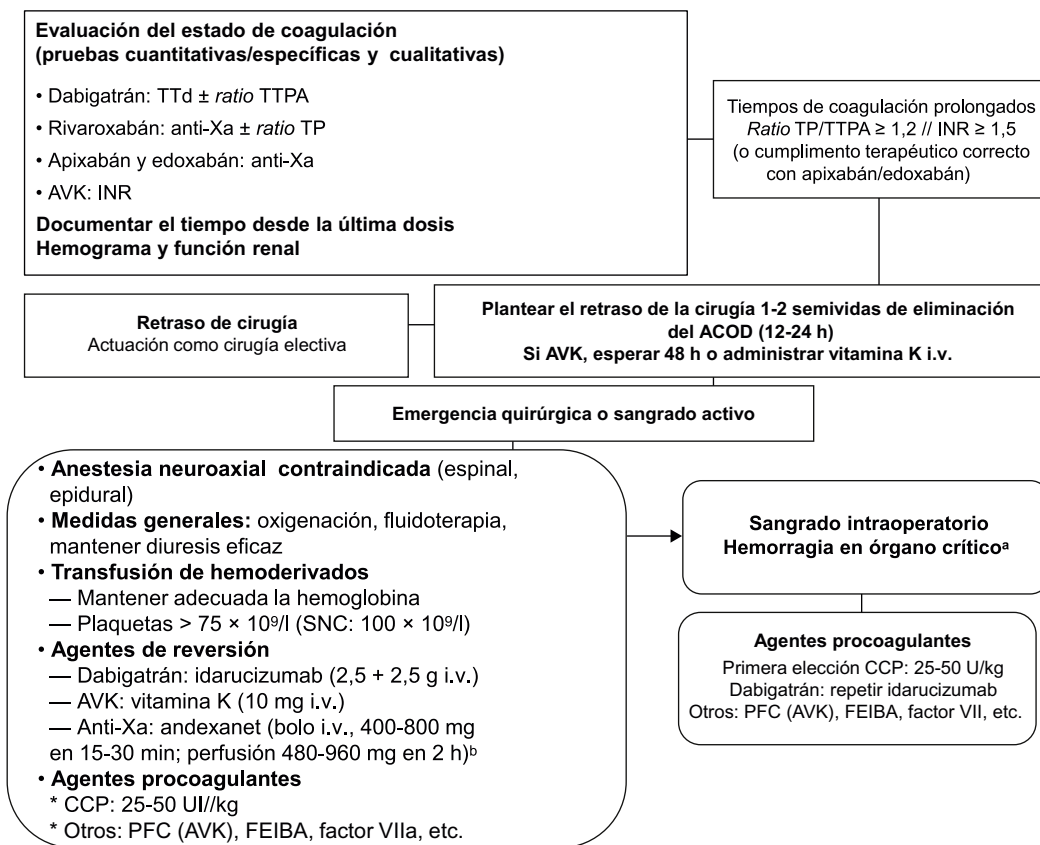 Evaluación del estado de coagulación
(pruebas cuantitativas/específicas y cualitativas)
• Dabigatrán: TTd ± ratio TTPA
• Rivaroxabán: anti-Xa ± ratio TP
• Apixabán y edoxabán: anti-Xa
• AVK: INR
Documentar el tiempo desde la última dosis
Hemograma y función renal
Tiempos de coagulación prolongados
Ratio TP/TTPA ≥ 1,2 // INR ≥ 1,5
(o cumplimento terapéutico correcto
con apixabán/edoxabán)
Plantear el retraso de la cirugía 1-2 semividas de eliminación
del ACOD (12-24 h)
Si AVK, esperar 48 h o administrar vitamina K i.v.
Retraso de cirugía
Actuación como cirugía electiva
Emergencia quirúrgica o sangrado activo
• Anestesia neuroaxial contraindicada (espinal,
epidural)
• Medidas generales: oxigenación, fluidoterapia,
mantener diuresis eficaz
• Transfusión de hemoderivados
— Mantener adecuada la hemoglobina
— Plaquetas > 75 × 10⁹/l (SNC: 100 × 10⁹/l)
• Agentes de reversión
— Dabigatrán: idarucizumab (2,5 + 2,5 g i.v.)
— AVK: vitamina K (10 mg i.v.)
— Anti-Xa: andexanet (bolo i.v., 400-800 mg
en 15-30 min; perfusión 480-960 mg en 2 h)ᵇ
• Agentes procoagulantes
* CCP: 25-50 UI//kg
* Otros: PFC (AVK), FEIBA, factor VIIa, etc.
Sangrado intraoperatorio
Hemorragia en órgano críticoᵃ
Agentes procoagulantes
Primera elección CCP: 25-50 U/kg
Dabigatrán: repetir idarucizumab
Otros: PFC (AVK), FEIBA, factor VII, etc.